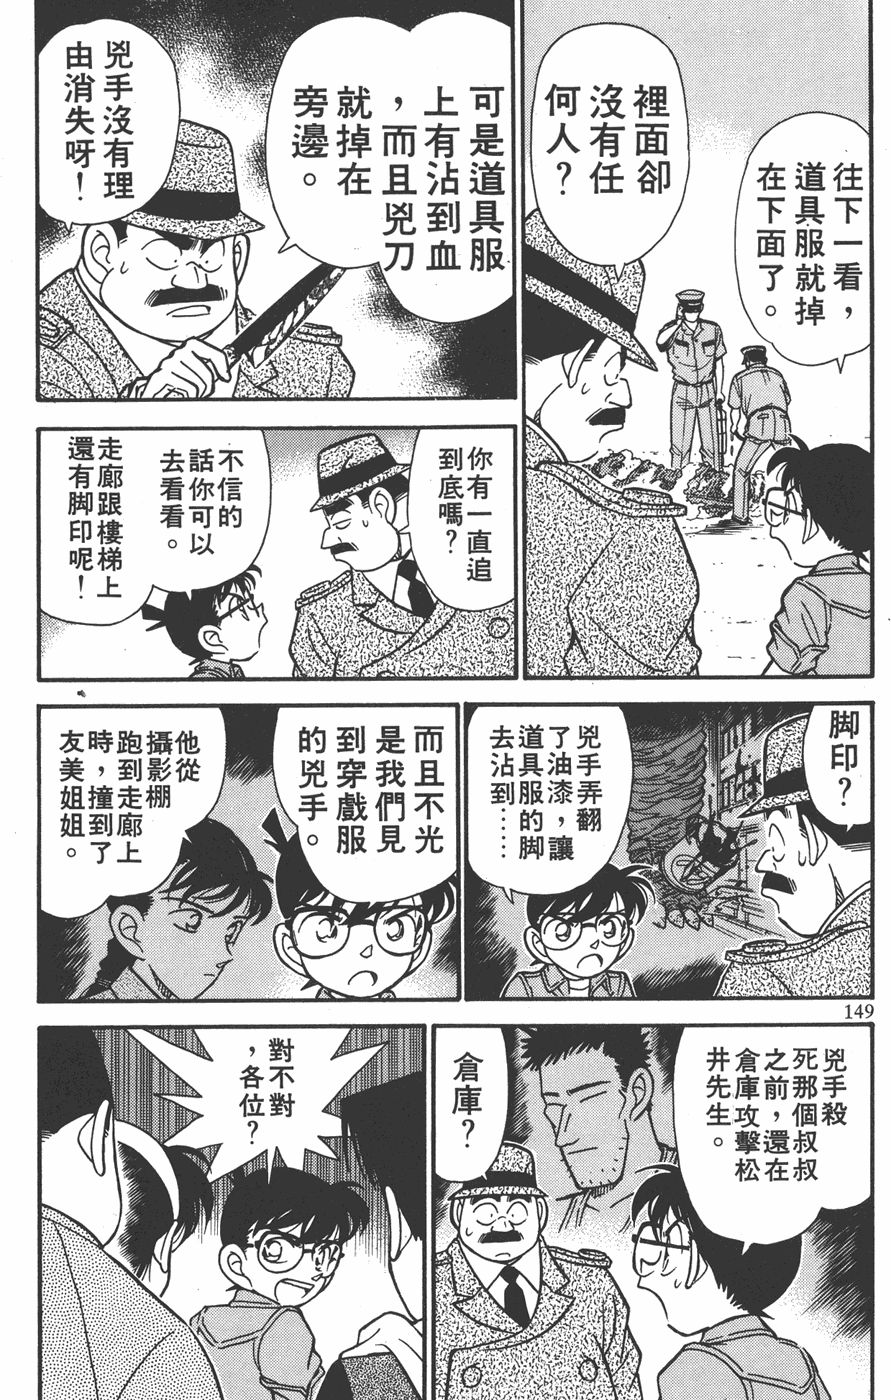 往下一看，
道具服就掉
在下面了。
裡面卻
沒有任
何人？
可是道具服
上有沾到血
，而且兇刀
就掉在
旁邊。
兇手沒有理
由消失呀！
你有一直追
到底嗎？
不信的
話你可以
去看看。
走廊跟樓梯上
還有脚印呢！
脚印？
兇手弄翻
了油漆，讓
道具服的脚
去沾到……
而且不光
是我們見
到穿戲服
的兇手。
他從
攝影棚
跑到走廊上
時，撞到了
友美姐姐。
149
兇手殺
死那個叔叔
之前，還在
倉庫攻擊松
井先生。
倉庫？
對不對
，各位？